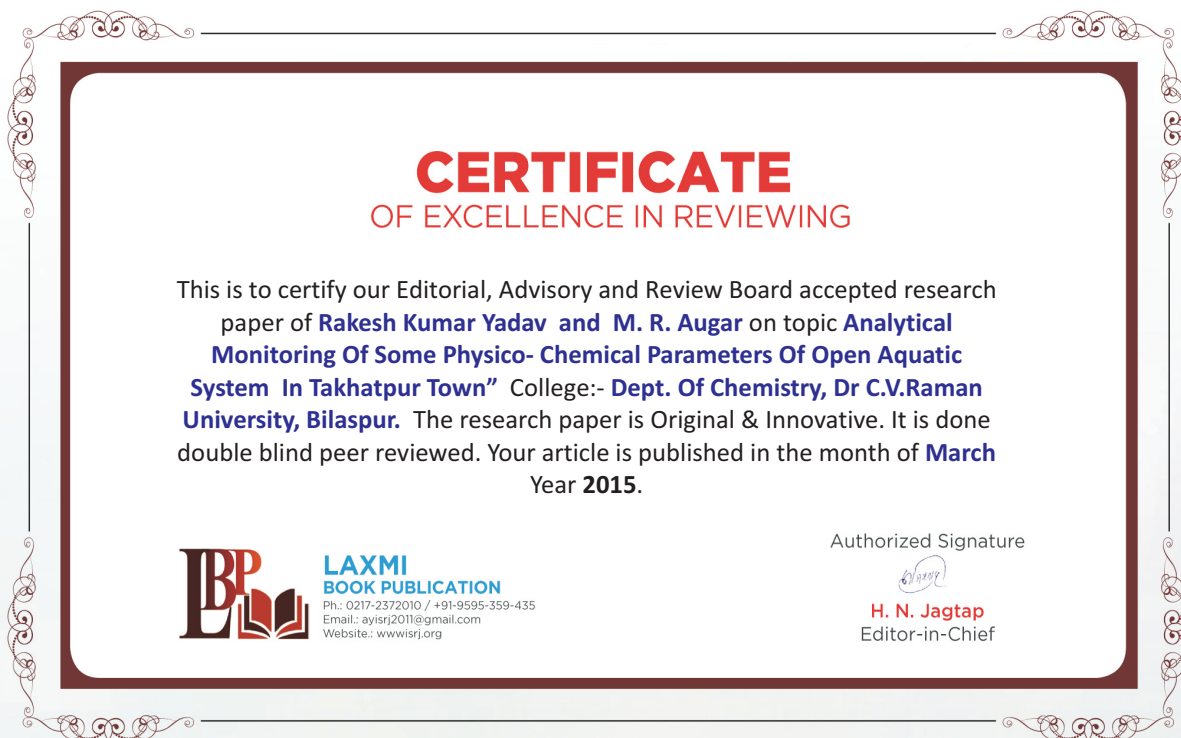 CERTIFICATE
OF EXCELLENCE IN REVIEWING
This is to certify our Editorial, Advisory and Review Board accepted research
paper of Rakesh Kumar Yadav and M. R. Augar on topic Analytical
Monitoring Of Some Physico- Chemical Parameters Of Open Aquatic
System In Takhatpur Town” College:- Dept. Of Chemistry, Dr C.V.Raman
University, Bilaspur. The research paper is Original & Innovative. It is done
double blind peer reviewed. Your article is published in the month of March
Year 2015.
LBP
LAXMI
BOOK PUBLICATION
Ph.: 0217-2372010 / +91-9595-359-435
Email.: ayisrj2011@gmail.com
Website.: wwwisrj.org
Authorized Signature
H. N. Jagtap
Editor-in-Chief